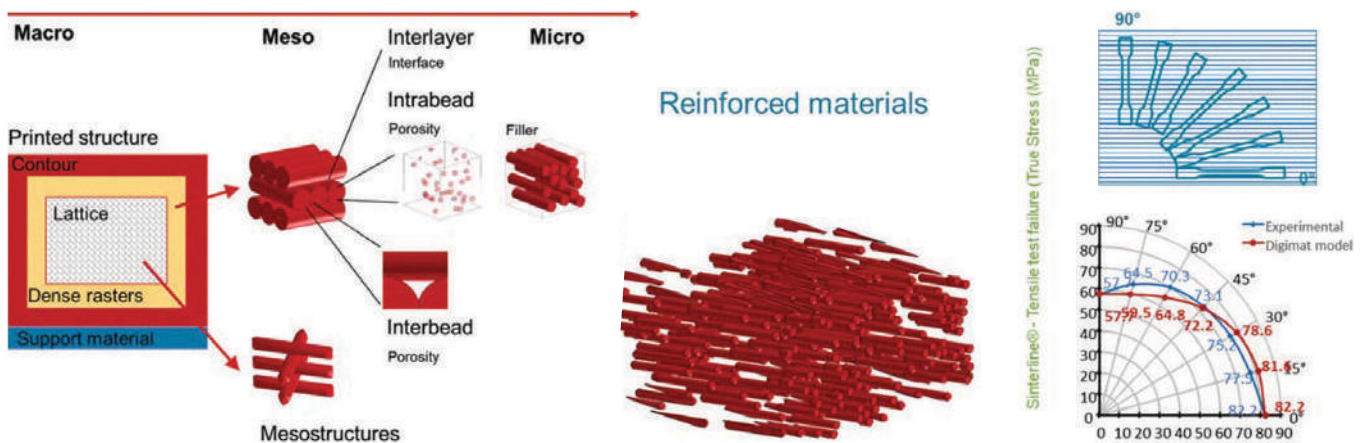 Macro
Meso
Interlayer
Interface
Micro
Intrabead
Porosity
Filler
Printed structure
Contour
Lattice
Dense rasters
Support material
Interbead
Porosity
Mesostructures
Reinforced materials
Sinterline®- Tensile test failure (True Stress (MPa))
90°
0°
Experimental
Digimat model
90°
75°
60°
45°
30°
15°
0°
90
80
70
60
50
40
30
20
10
0
0 10 20 30 40 50 60 70 80 90
57
64.5
70.3
73.1
75.2
77.5
82.2
57.7
59.5
64.8
72.2
78.6
81.6
82.2